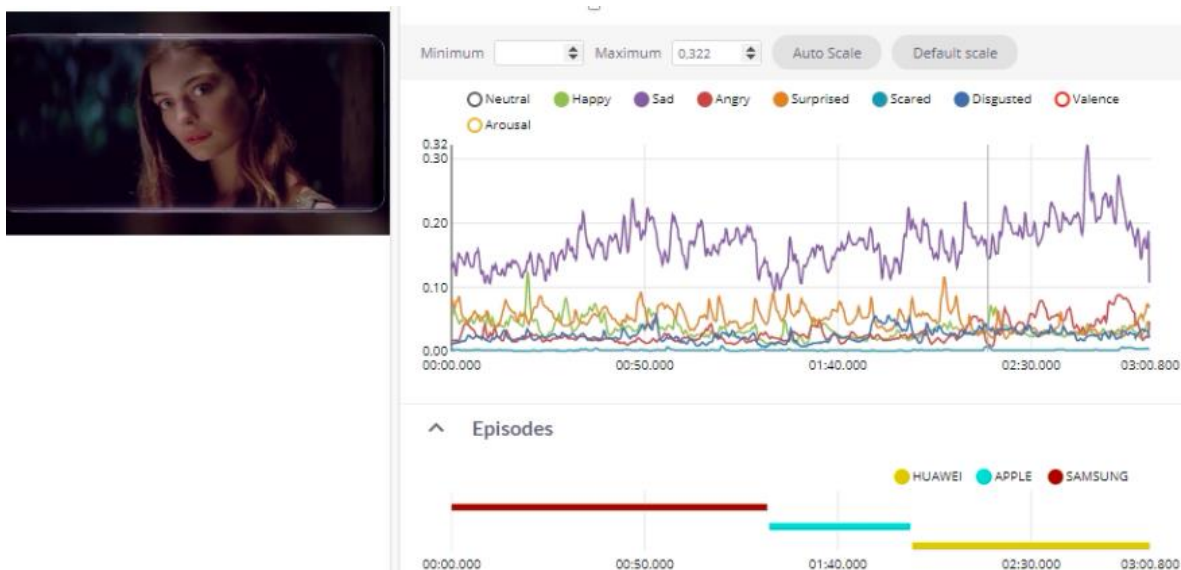 Minimum Maximum 0,322 Auto Scale Default scale
Neutral Happy Sad Angry Surprised Scared Disgusted Valence
Arousal
0.32
0.30
0.20
0.10
0.00
00:00.000 00:50.000 01:40.000 02:30.000 03:00.800
Episodes
HUAWEI APPLE SAMSUNG
00:00.000 00:50.000 01:40.000 02:30.000 03:00.800